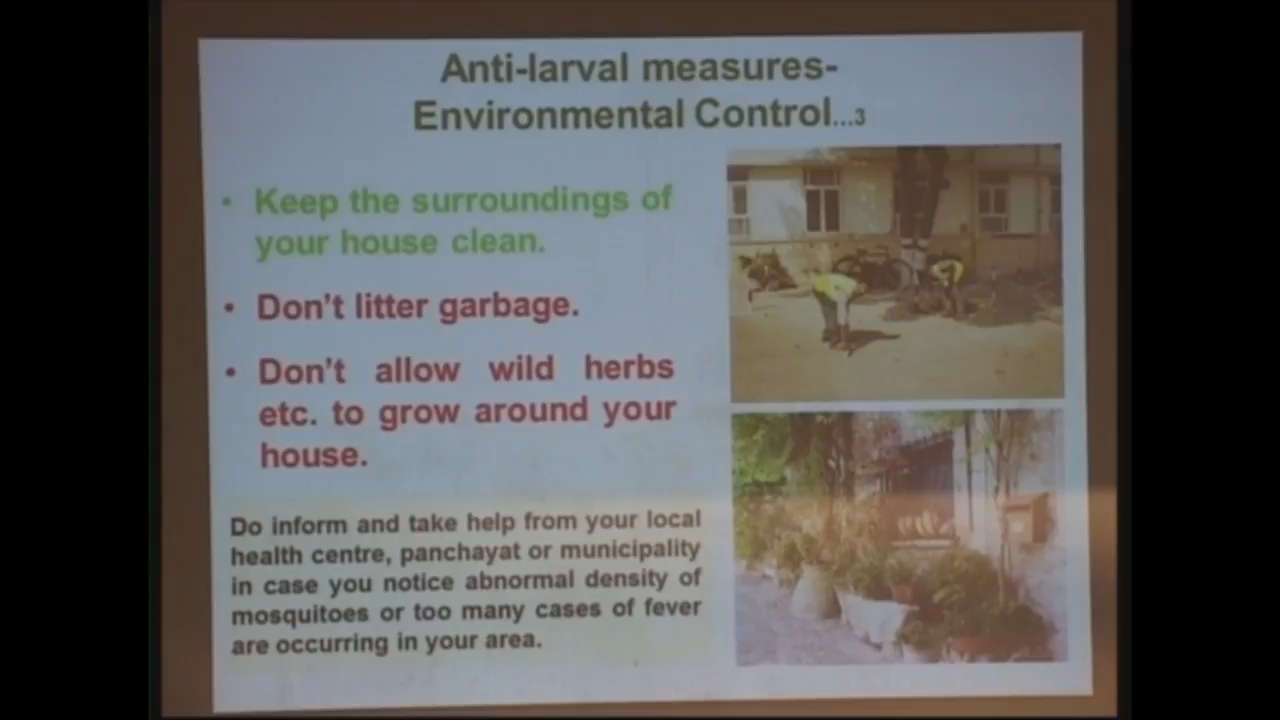 Anti-larval measures-
Environmental Control...3
• Keep the surroundings of
your house clean.
• Don't litter garbage.
• Don't allow wild herbs
etc. to grow around your
house.
Do inform and take help from your local
health centre, panchayat or municipality
in case you notice abnormal density of
mosquitoes or too many cases of fever
are occurring in your area.